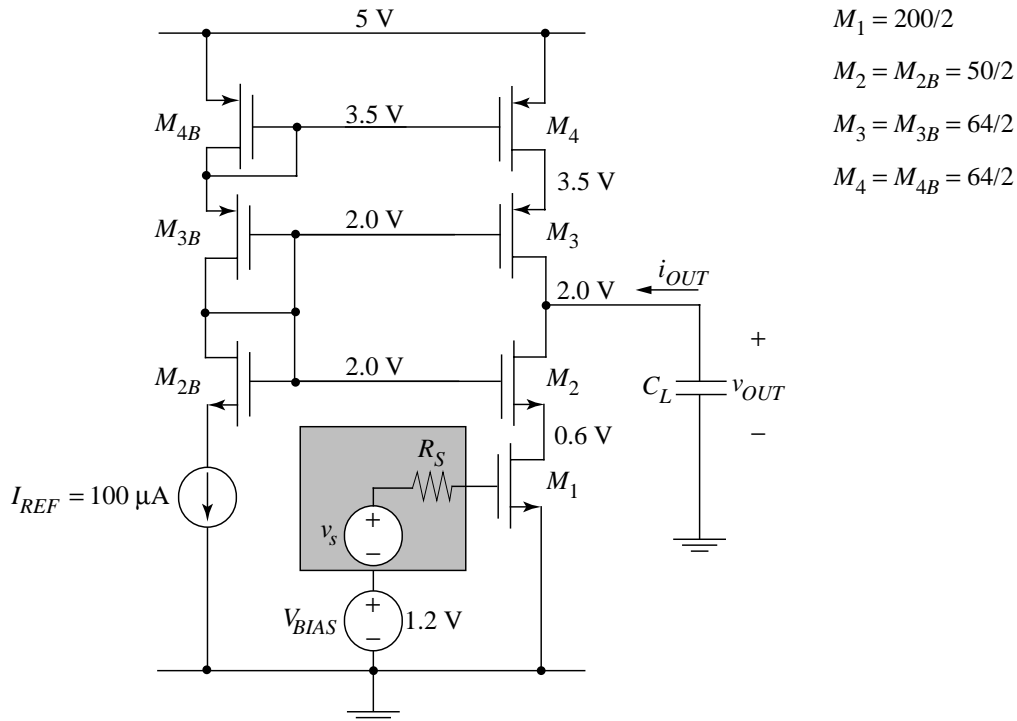 5 V
M1 = 200/2
M2 = M2B = 50/2
M3 = M3B = 64/2
M4 = M4B = 64/2
M4B
3.5 V
M4
3.5 V
M3B
2.0 V
M3
iOUT
2.0 V
+
M2B
2.0 V
M2
CL
vOUT
−
0.6 V
RS
M1
IREF = 100 µA
vs
+
−
VBIAS
+
−
1.2 V